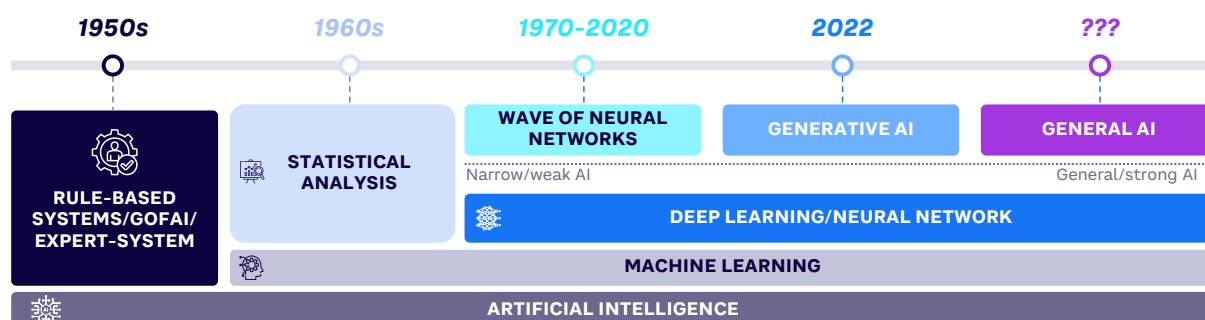 1950s
1960s
1970-2020
2022
???
RULE-BASED
SYSTEMS/GOFAI/
EXPERT-SYSTEM
STATISTICAL
ANALYSIS
WAVE OF NEURAL
NETWORKS
GENERATIVE AI
GENERAL AI
Narrow/weak AI
General/strong AI
DEEP LEARNING/NEURAL NETWORK
MACHINE LEARNING
AI
ARTIFICIAL INTELLIGENCE